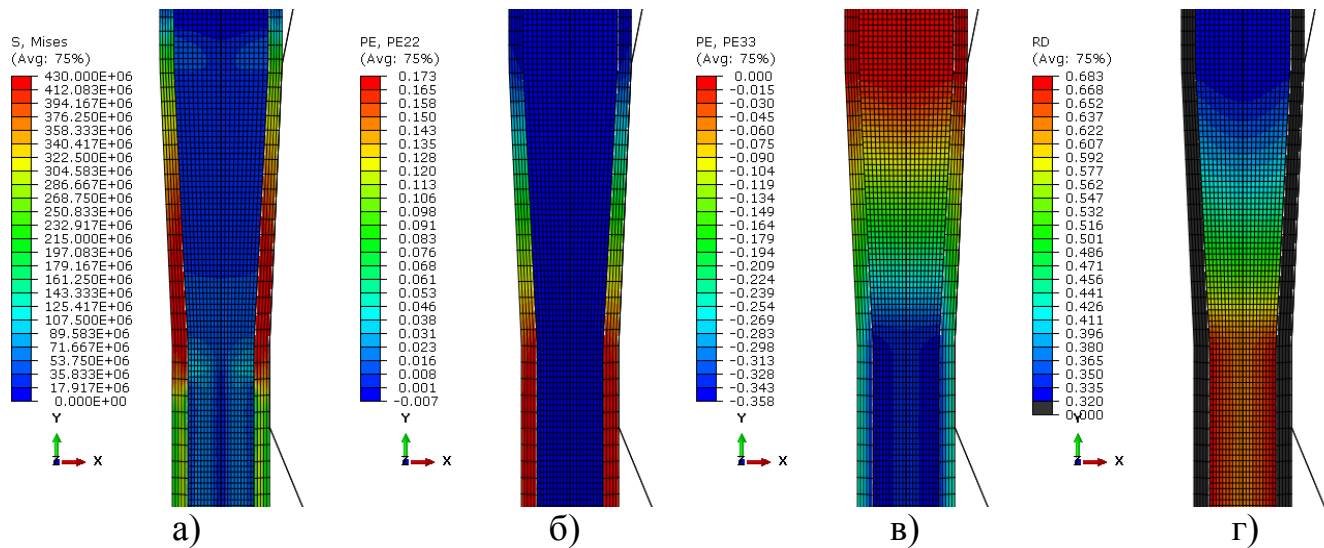 S, Mises
(Avg: 75%)
430.000E+06
412.083E+06
394.167E+06
376.250E+06
358.333E+06
340.417E+06
322.500E+06
304.583E+06
286.667E+06
268.750E+06
250.833E+06
232.917E+06
215.000E+06
197.083E+06
179.167E+06
161.250E+06
143.333E+06
125.417E+06
107.500E+06
89.583E+06
71.667E+06
53.750E+06
35.833E+06
17.917E+06
0.000E+00
Y
Z
X
а)
PE, PE22
(Avg: 75%)
0.173
0.165
0.158
0.150
0.143
0.135
0.128
0.120
0.113
0.106
0.098
0.091
0.083
0.076
0.068
0.061
0.053
0.046
0.038
0.031
0.023
0.016
0.008
0.001
-0.007
Y
Z
X
б)
PE, PE33
(Avg: 75%)
0.000
-0.015
-0.030
-0.045
-0.060
-0.075
-0.090
-0.104
-0.119
-0.134
-0.149
-0.164
-0.179
-0.194
-0.209
-0.224
-0.239
-0.254
-0.269
-0.283
-0.298
-0.313
-0.328
-0.343
-0.358
Y
Z
X
в)
RD
(Avg: 75%)
0.683
0.668
0.652
0.637
0.622
0.607
0.592
0.577
0.562
0.547
0.532
0.516
0.501
0.486
0.471
0.456
0.441
0.426
0.411
0.396
0.380
0.365
0.350
0.335
0.320
0.000
Y
Z
X
г)